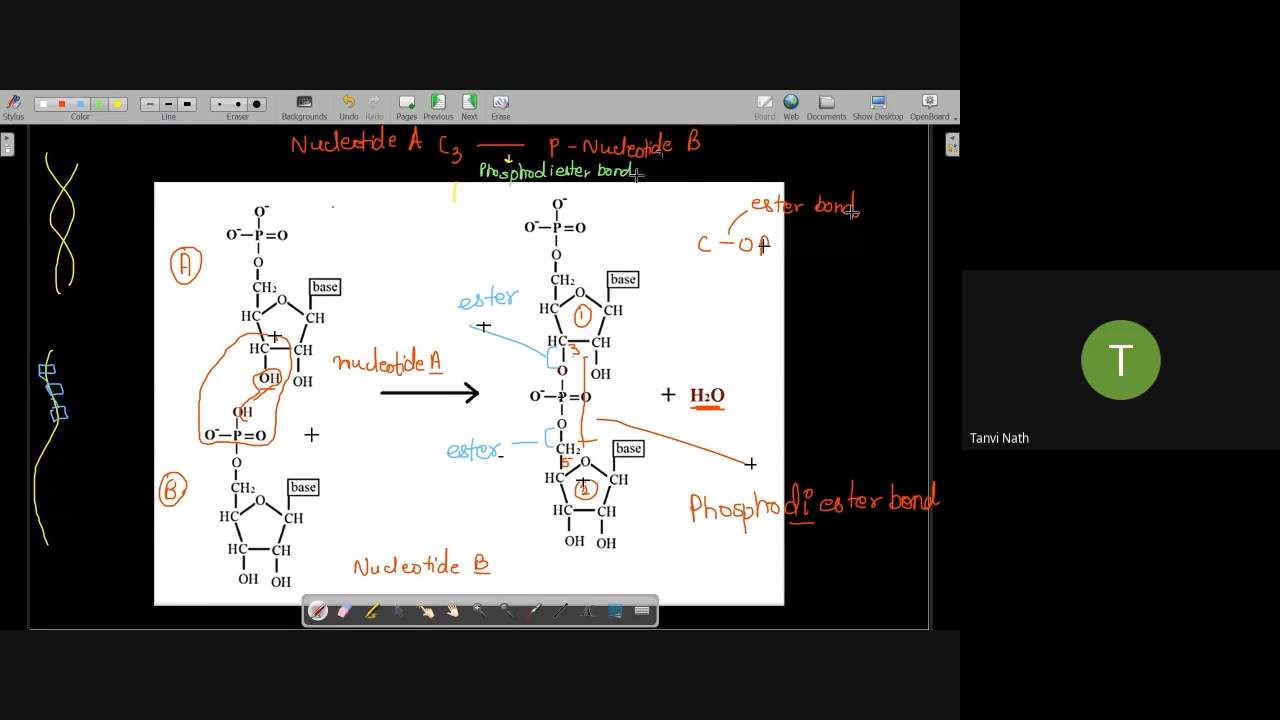 Stylus
Color
Line
Eraser
Backgrounds
Undo
Redo
Pages
Previous
Next
Erase
Board
Web
Documents
Show Desktop
OpenBoard
Nucleotide A C3 — P - Nucleotide B
Phosphodiester bond
ester bond
C - OP
A
O-
O- - P = O
O
CH2
base
O
HC
CH
HC
CH
OH
OH
nucleotide A
OH
O- - P = O
O
B
CH2
base
O
HC
CH
HC
CH
OH
OH
Nucleotide B
O-
O- - P = O
O
CH2
base
ester
O
HC
1
CH
HC
3
CH
O
OH
O- - P = O
+ H2O
O
ester
CH2
base
5
O
HC
2
CH
HC
CH
OH
OH
Phosphodiester bond
T
Tanvi Nath